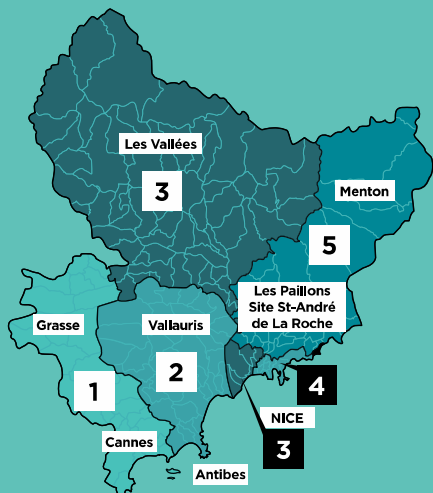 Les Vallées
3
Menton
5
Les Paillons
Site St-André
de La Roche
Grasse
Vallauris
1
2
4
NICE
3
Cannes
Antibes